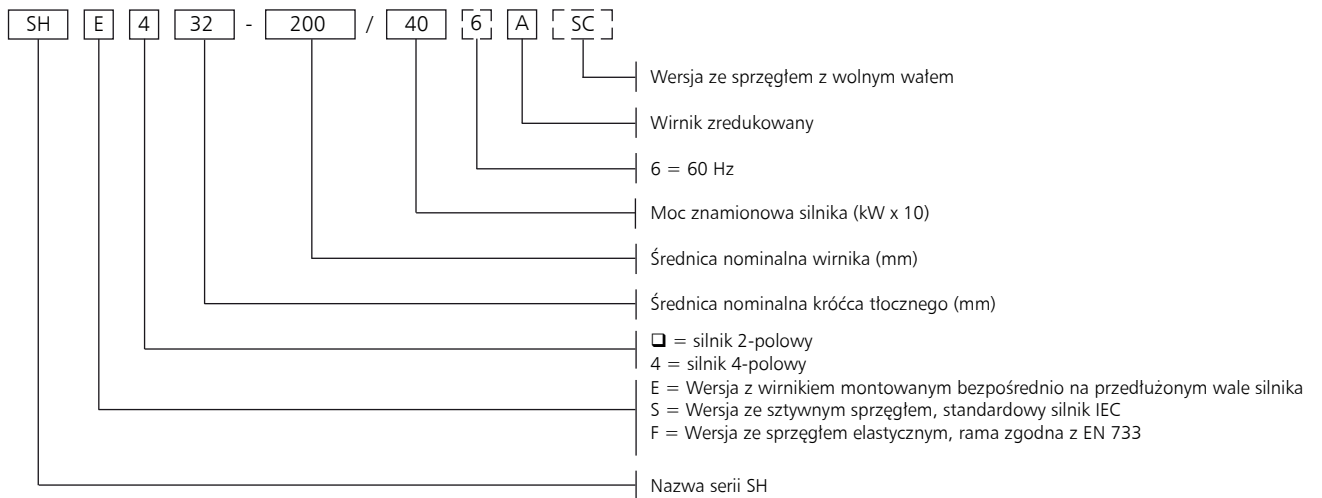 SH E 4 32 - 200 / 40 6 A SC
Wersja ze sprzęgłem z wolnym wałem
Wirnik zredukowany
6 = 60 Hz
Moc znamionowa silnika (kW x 10)
Średnica nominalna wirnika (mm)
Średnica nominalna króćca tłocznego (mm)
❑ = silnik 2-polowy
4 = silnik 4-polowy
E = Wersja z wirnikiem montowanym bezpośrednio na przedłużonym wale silnika
S = Wersja ze sztywnym sprzęgłem, standardowy silnik IEC
F = Wersja ze sprzęgłem elastycznym, rama zgodna z EN 733
Nazwa serii SH